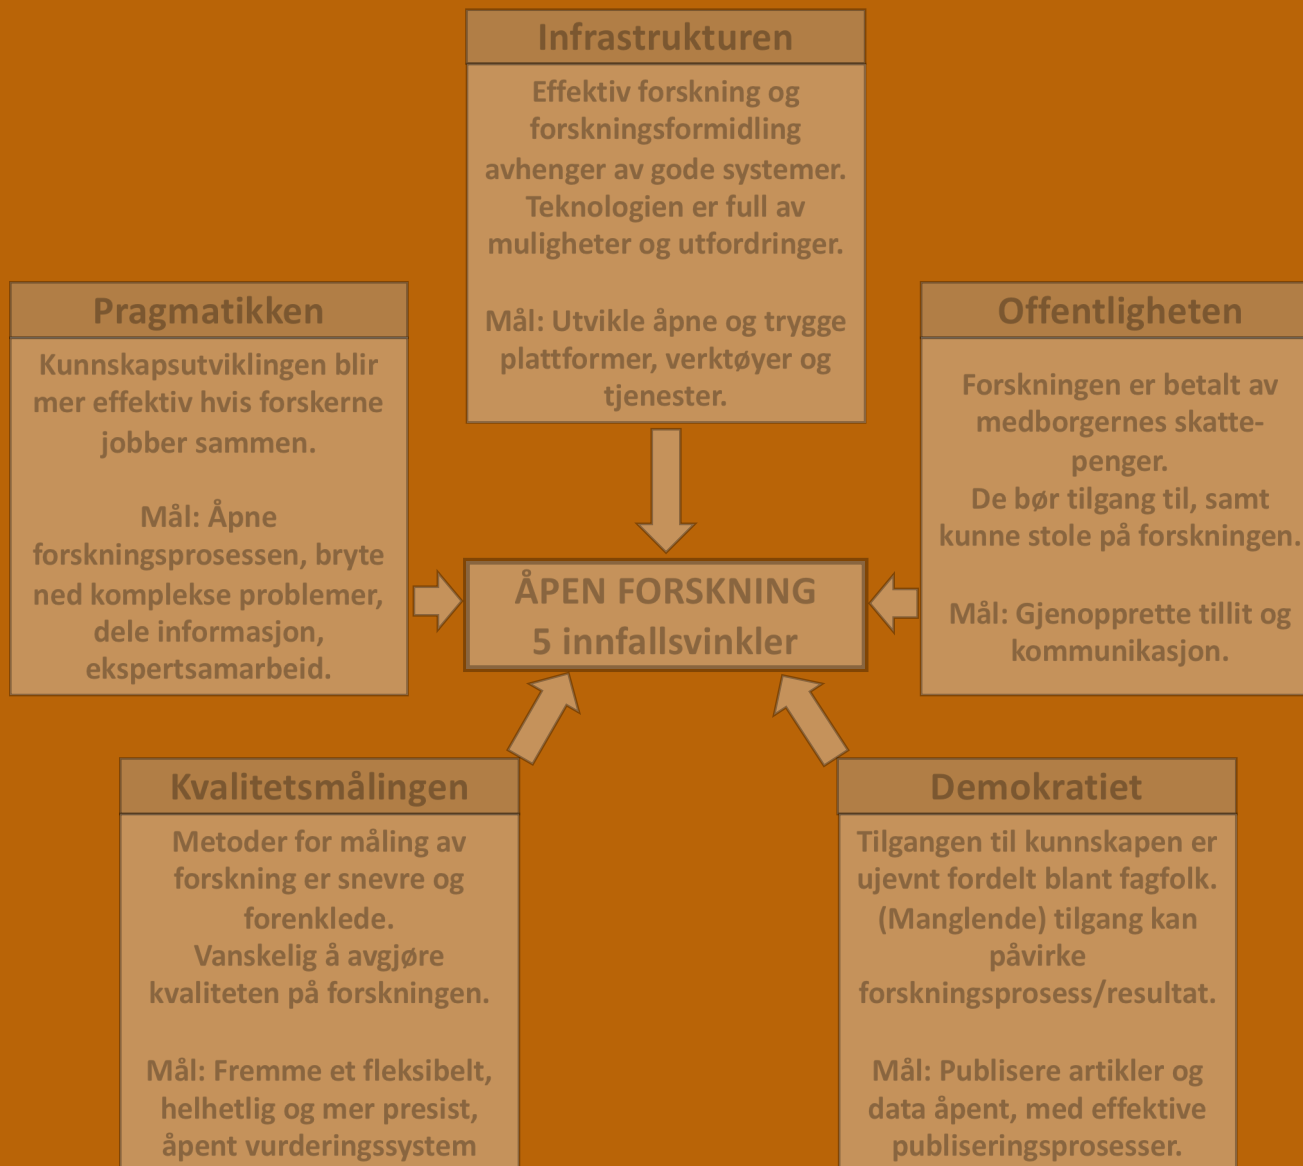 Infrastrukturen
Effektiv forskning og
forskningsformidling
avhenger av gode systemer.
Teknologien er full av
muligheter og utfordringer.
Mål: Utvikle åpne og trygge
plattformer, verktøyer og
tjenester.
Pragmatikken
Kunnskapsutviklingen blir
mer effektiv hvis forskerne
jobber sammen.
Mål: Åpne
forskningsprosessen, bryte
ned komplekse problemer,
dele informasjon,
ekspertsamarbeid.
Offentligheten
Forskningen er betalt av
medborgernes skatte-
penger.
De bør tilgang til, samt
kunne stole på forskningen.
Mål: Gjenopprette tillit og
kommunikasjon.
ÅPEN FORSKNING
5 innfallsvinkler
Kvalitetsmålingen
Metoder for måling av
forskning er snevre og
forenklede.
Vanskelig å avgjøre
kvaliteten på forskningen.
Mål: Fremme et fleksibelt,
helhetlig og mer presist,
åpent vurderingssystem
Demokratiet
Tilgangen til kunnskapen er
ujevnt fordelt blant fagfolk.
(Manglende) tilgang kan
påvirke
forskningsprosess/resultat.
Mål: Publisere artikler og
data åpent, med effektive
publiseringsprosesser.